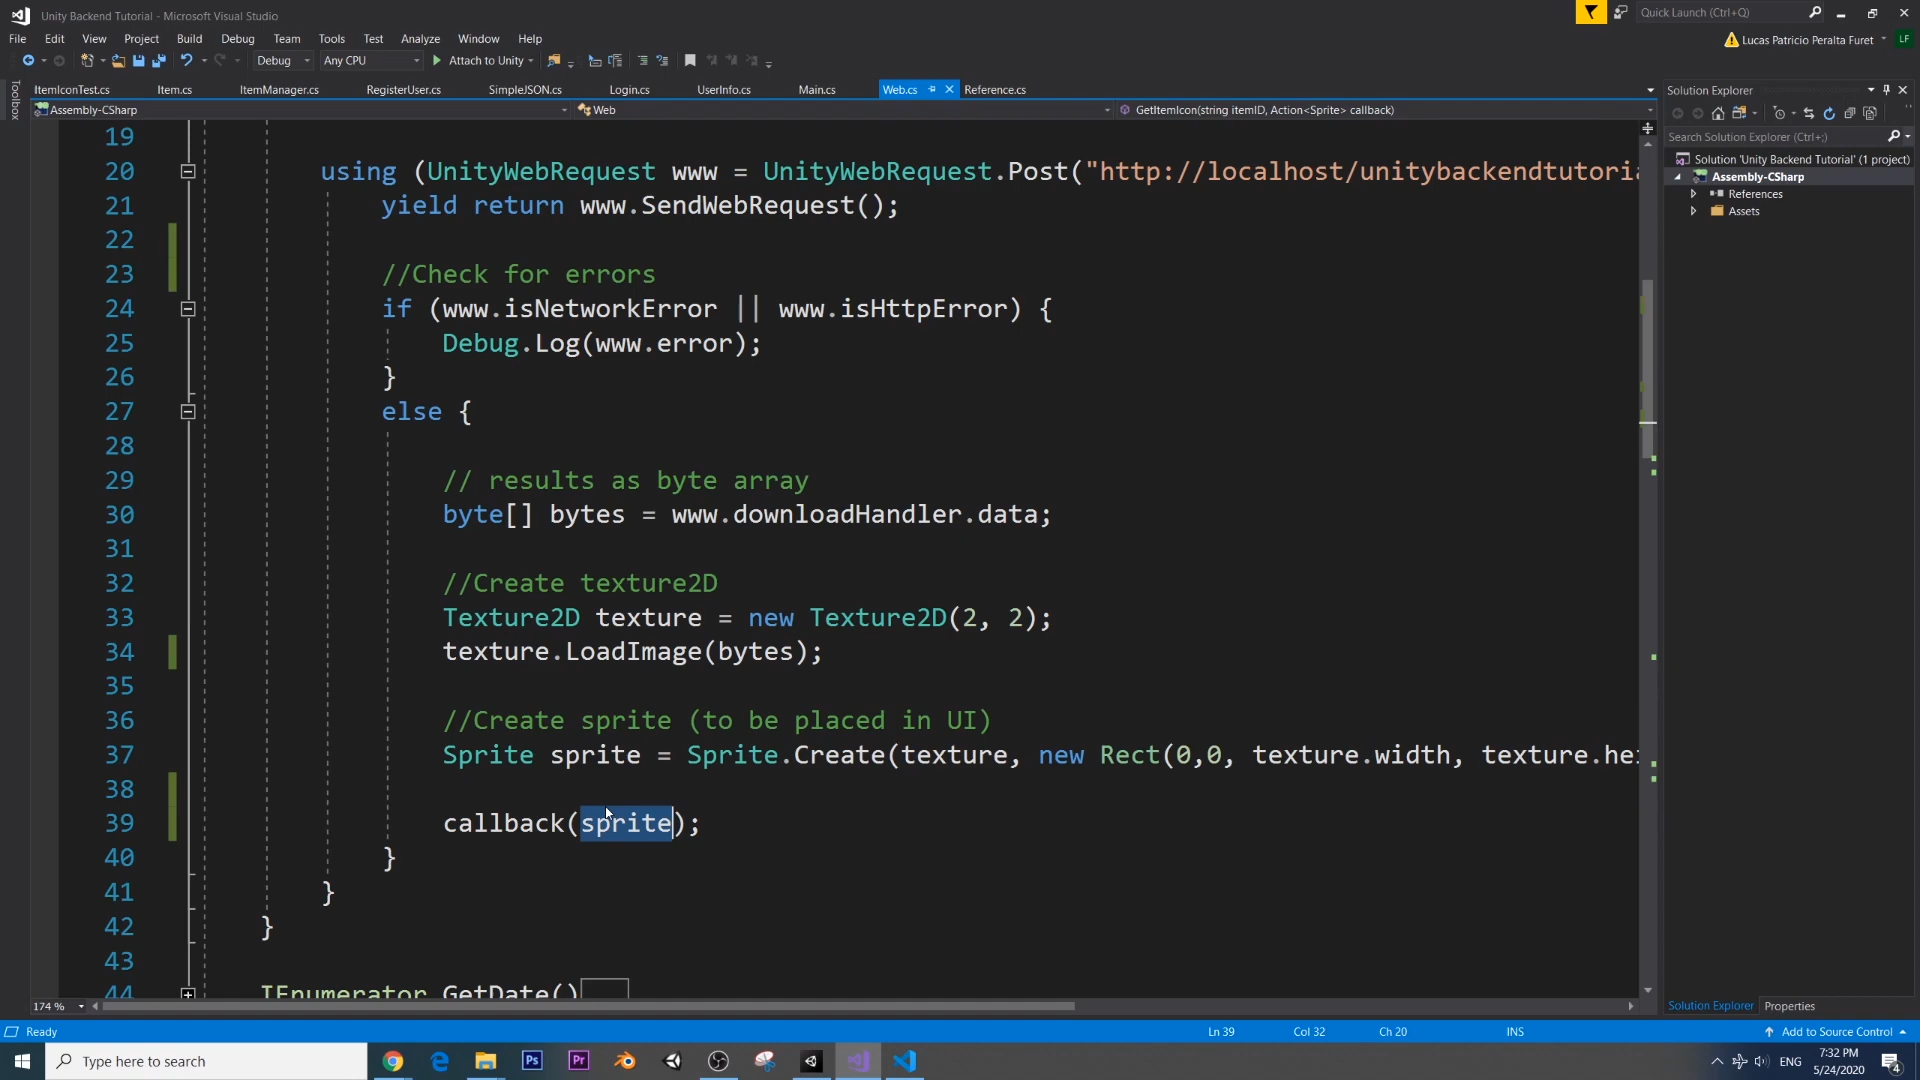 Unity Backend Tutorial - Microsoft Visual Studio
Quick Launch (Ctrl+Q)
File Edit View Project Build Debug Team Tools Test Analyze Window Help
Lucas Patricio Peralta Furet
LF
Debug Any CPU Attach to Unity
Toolbox
ItemIconTest.cs Item.cs ItemManager.cs RegisterUser.cs SimpleJSON.cs Login.cs UserInfo.cs Main.cs Web.cs Reference.cs
Assembly-CSharp Web GetItemIcon(string itemID, Action<Sprite> callback)
Solution Explorer
Search Solution Explorer (Ctrl+;)
Solution 'Unity Backend Tutorial' (1 project)
Assembly-CSharp
References
Assets
19
20 using (UnityWebRequest www = UnityWebRequest.Post("http://localhost/unitybackendtutoria
21 yield return www.SendWebRequest();
22
23 //Check for errors
24 if (www.isNetworkError || www.isHttpError) {
25 Debug.Log(www.error);
26 }
27 else {
28
29 // results as byte array
30 byte[] bytes = www.downloadHandler.data;
31
32 //Create texture2D
33 Texture2D texture = new Texture2D(2, 2);
34 texture.LoadImage(bytes);
35
36 //Create sprite (to be placed in UI)
37 Sprite sprite = Sprite.Create(texture, new Rect(0,0, texture.width, texture.hei
38
39 callback(sprite);
40 }
41 }
42 }
43
44 IEnumerator GetDate()
174 %
Solution Explorer Properties
Ready Ln 39 Col 32 Ch 20 INS Add to Source Control
Type here to search
Ps Pr
ENG
7:32 PM
5/24/2020
4